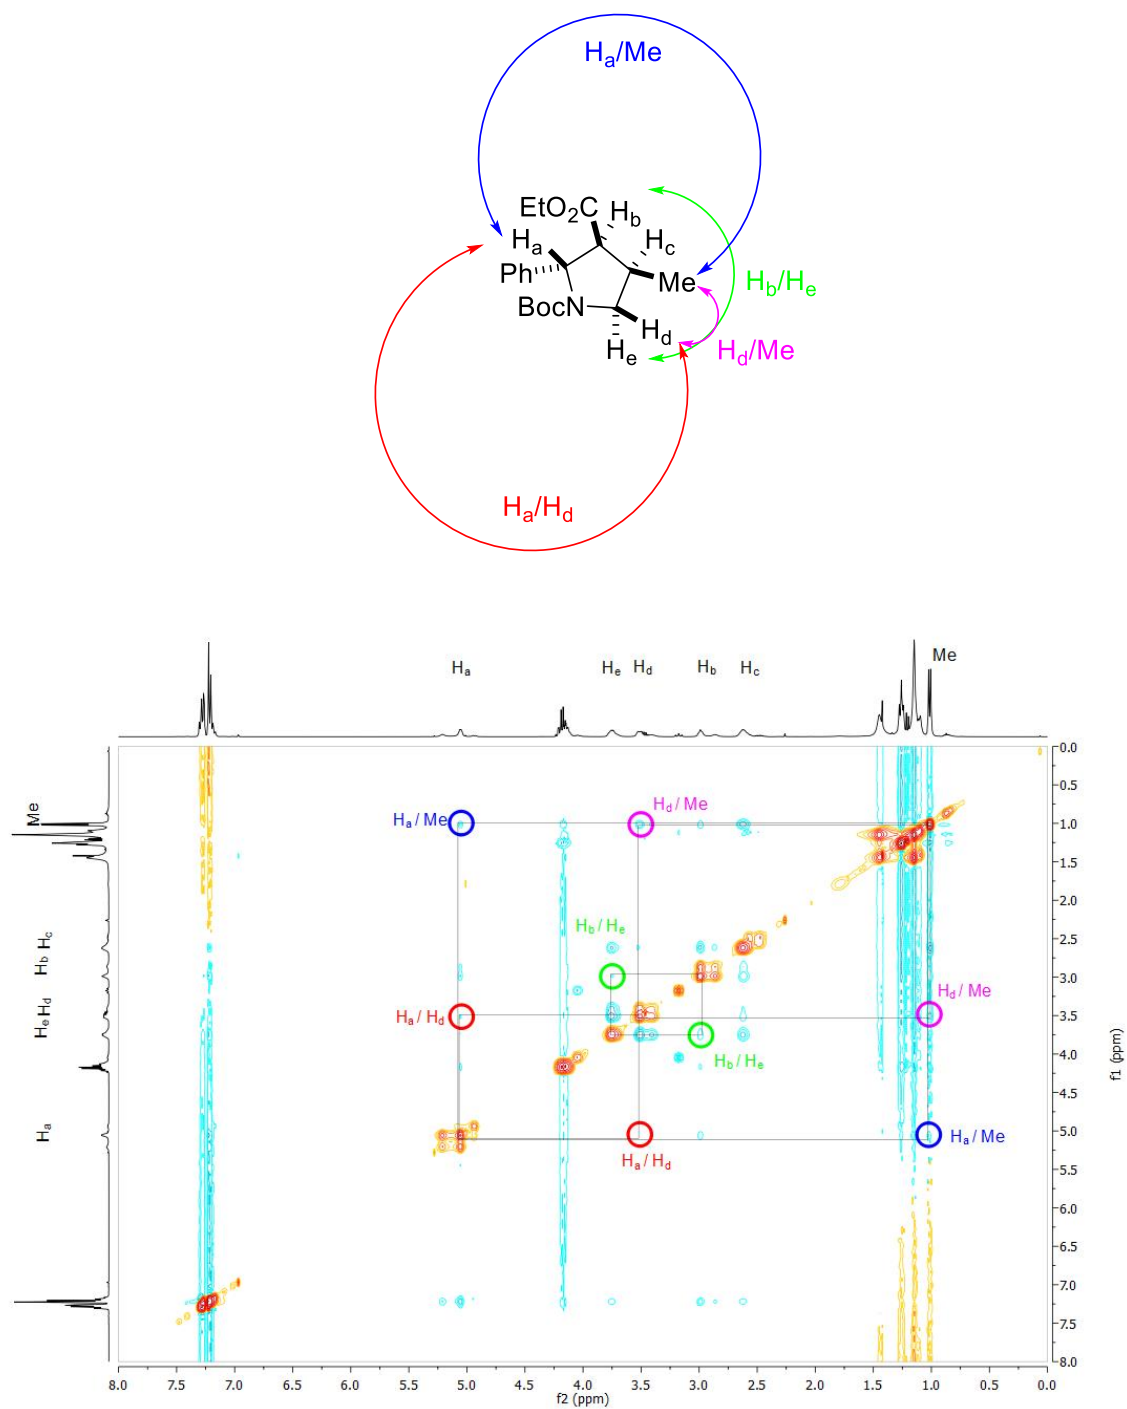 Ha/Me
EtO2C
Hb
Ha
Hc
Ph
Me
Hb/He
BocN
Hd
He
Hd/Me
Ha/Hd
Ha
He
Hd
Hb
Hc
Me
0.0
0.5
Me
Ha/Me
Hd/Me
1.0
1.5
2.0
Hb/He
2.5
Hb Hc
3.0
Hd/Me
He Hd
Ha/Hd
3.5
f1 (ppm)
Hb/He
4.0
4.5
Ha
5.0
Ha/Me
Ha/Hd
5.5
6.0
6.5
7.0
7.5
8.0
8.0 7.5 7.0 6.5 6.0 5.5 5.0 4.5 4.0 3.5 3.0 2.5 2.0 1.5 1.0 0.5 0.0
f2 (ppm)